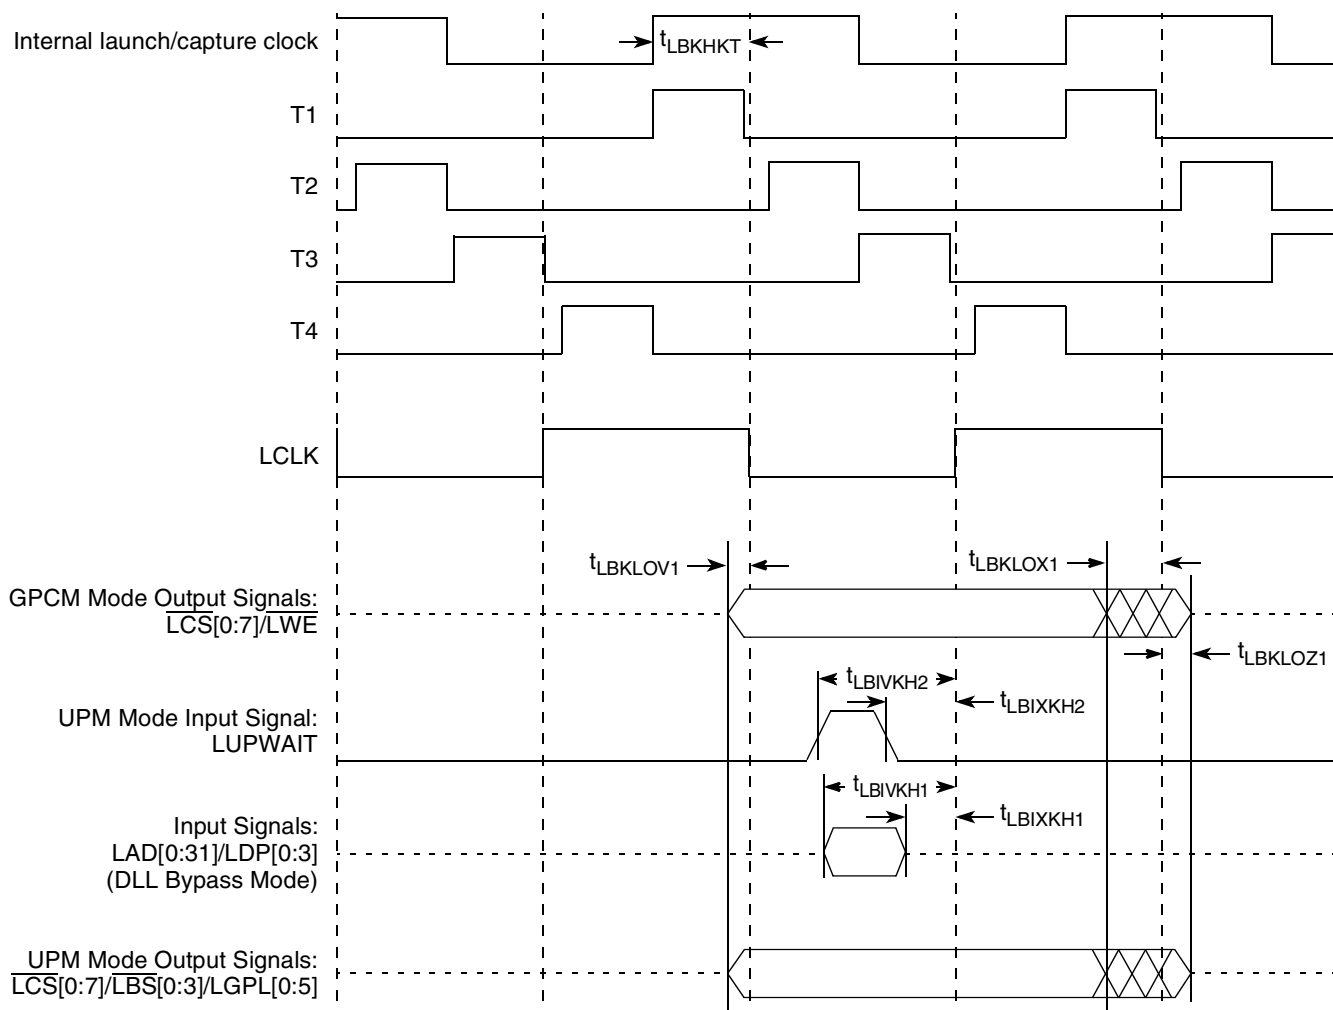 Internal launch/capture clock
tLBKHKT
T1
T2
T3
T4
LCLK
tLBKLOV1
tLBKLOX1
GPCM Mode Output Signals:
LCS[0:7]/LWE
tLBKLOZ1
tLBIVKH2
tLBIXKH2
UPM Mode Input Signal:
LUPWAIT
tLBIVKH1
tLBIXKH1
Input Signals:
LAD[0:31]/LDP[0:3]
(DLL Bypass Mode)
UPM Mode Output Signals:
LCS[0:7]/LBS[0:3]/LGPL[0:5]